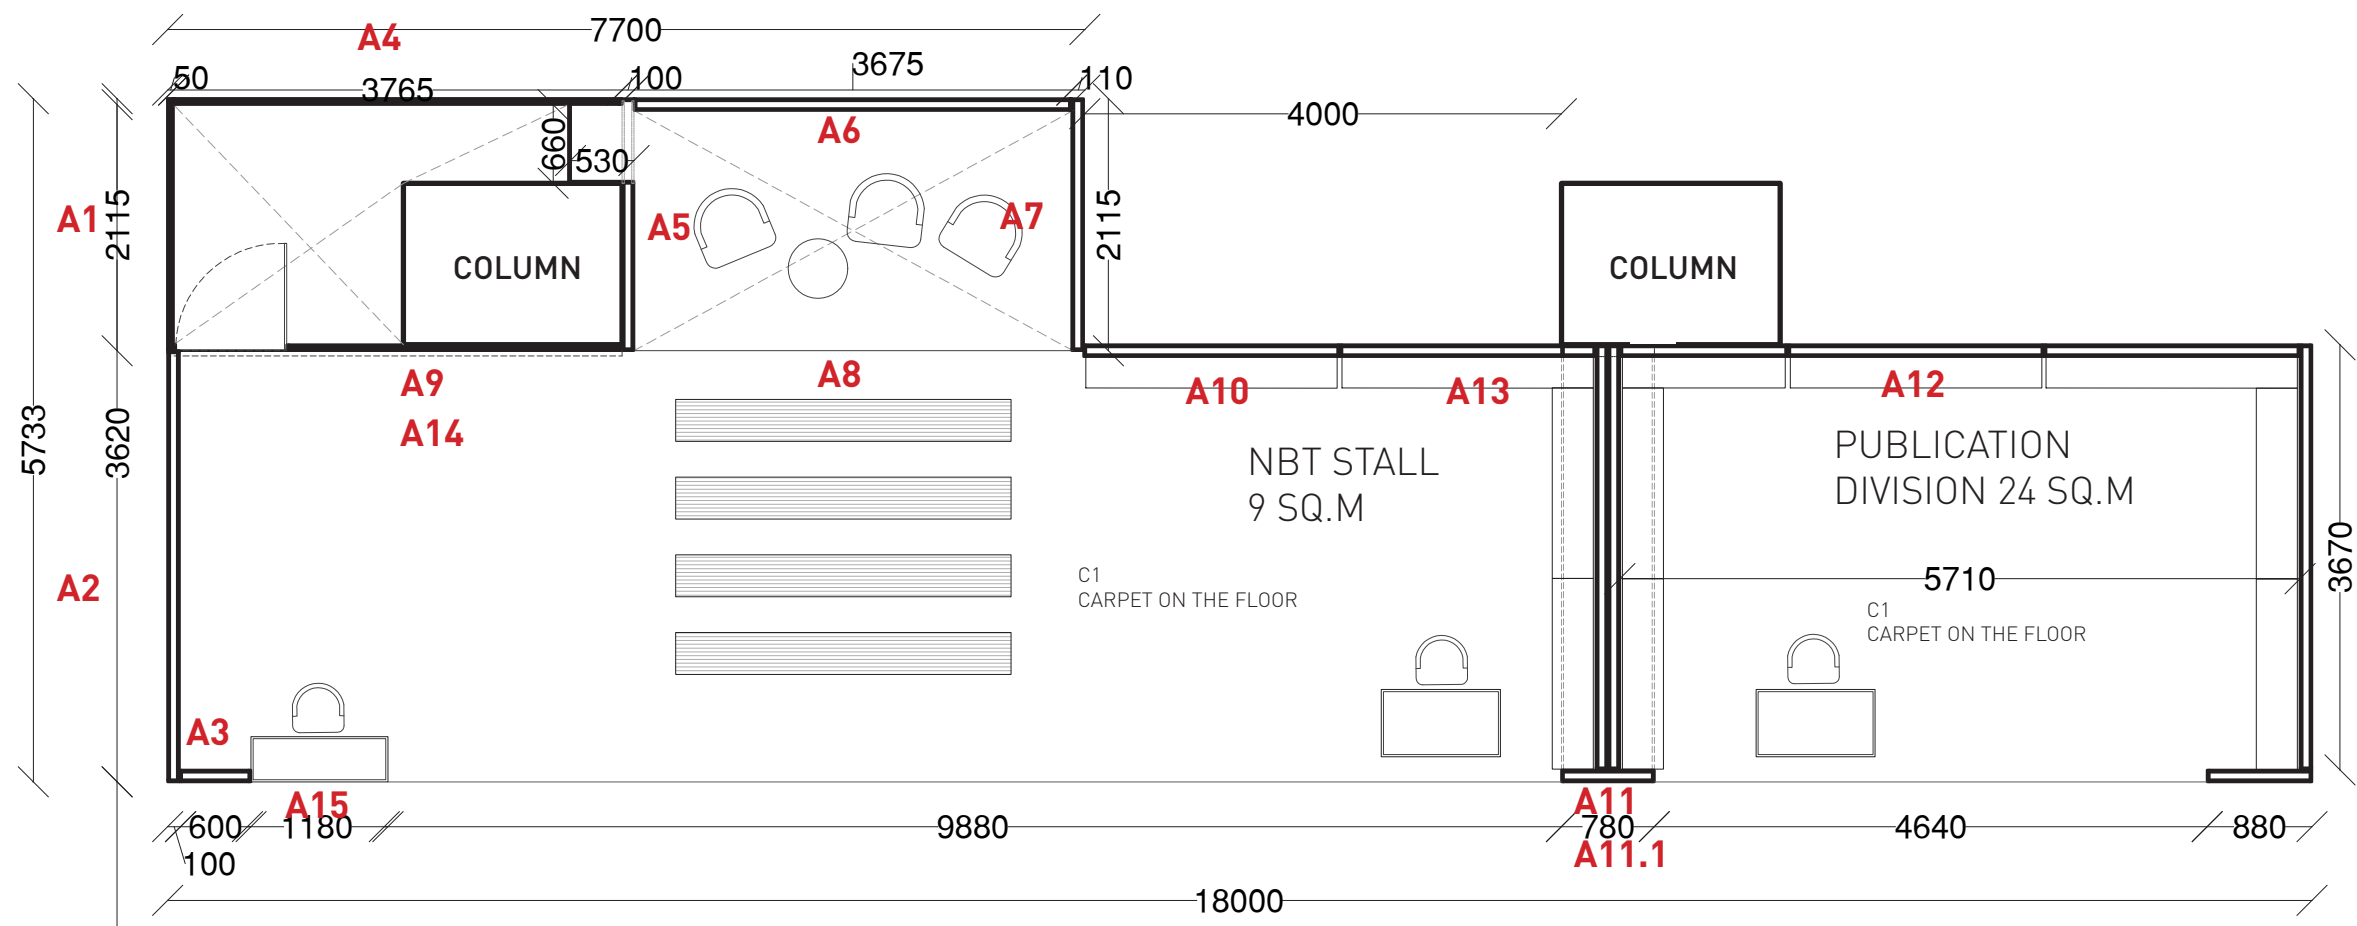 7700
A4
50
3765
100
3675
110
4000
A6
660
530
A1
2115
A5
A7
2115
COLUMN
COLUMN
A9
A8
A10
A13
A12
A14
5733
3620
NBT STALL
9 SQ.M
PUBLICATION
DIVISION 24 SQ.M
3670
A2
C1
CARPET ON THE FLOOR
5710
C1
CARPET ON THE FLOOR
A3
A15
A11
600
1180
9880
780
4640
880
100
A11.1
18000